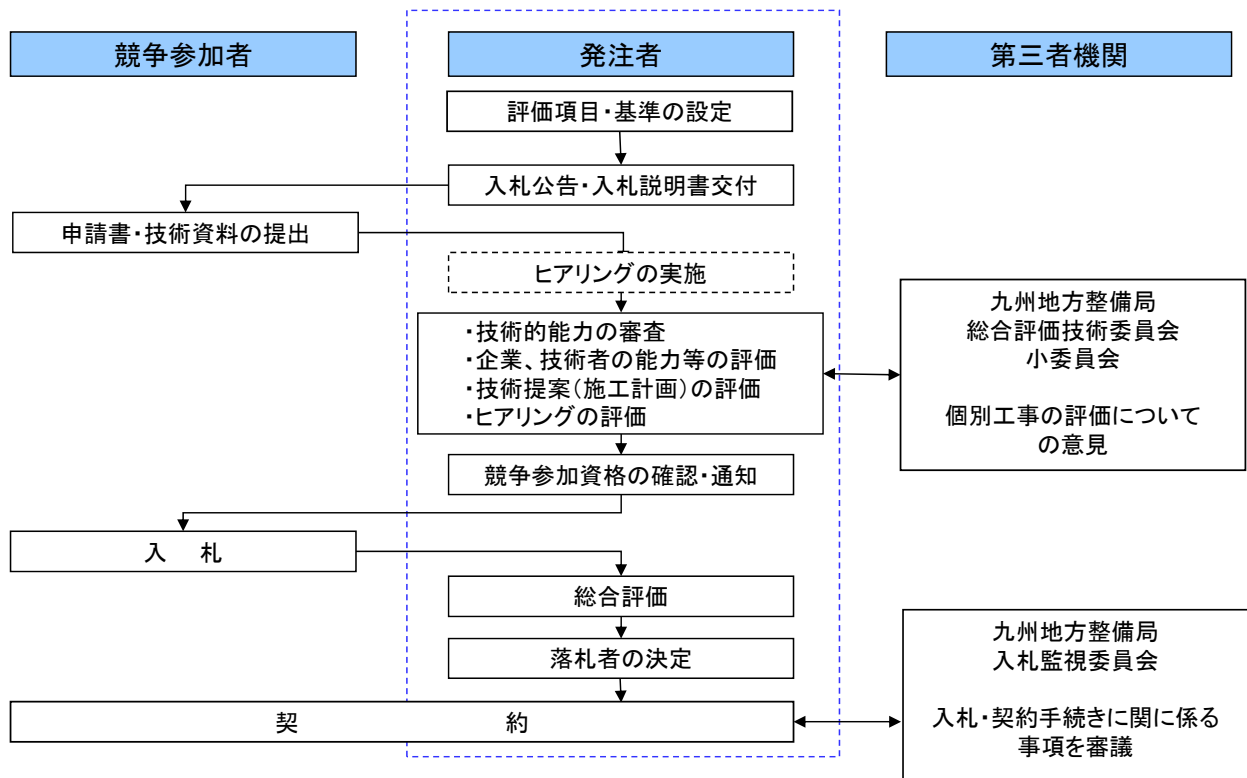 競争参加者
発注者
第三者機関
評価項目・基準の設定
入札公告・入札説明書交付
申請書・技術資料の提出
ヒアリングの実施
・技術的能力の審査
・企業、技術者の能力等の評価
・技術提案(施工計画)の評価
・ヒアリングの評価
九州地方整備局
総合評価技術委員会
小委員会
個別工事の評価について
の意見
競争参加資格の確認・通知
入 札
総合評価
落札者の決定
契 約
九州地方整備局
入札監視委員会
入札・契約手続きに関に係る
事項を審議